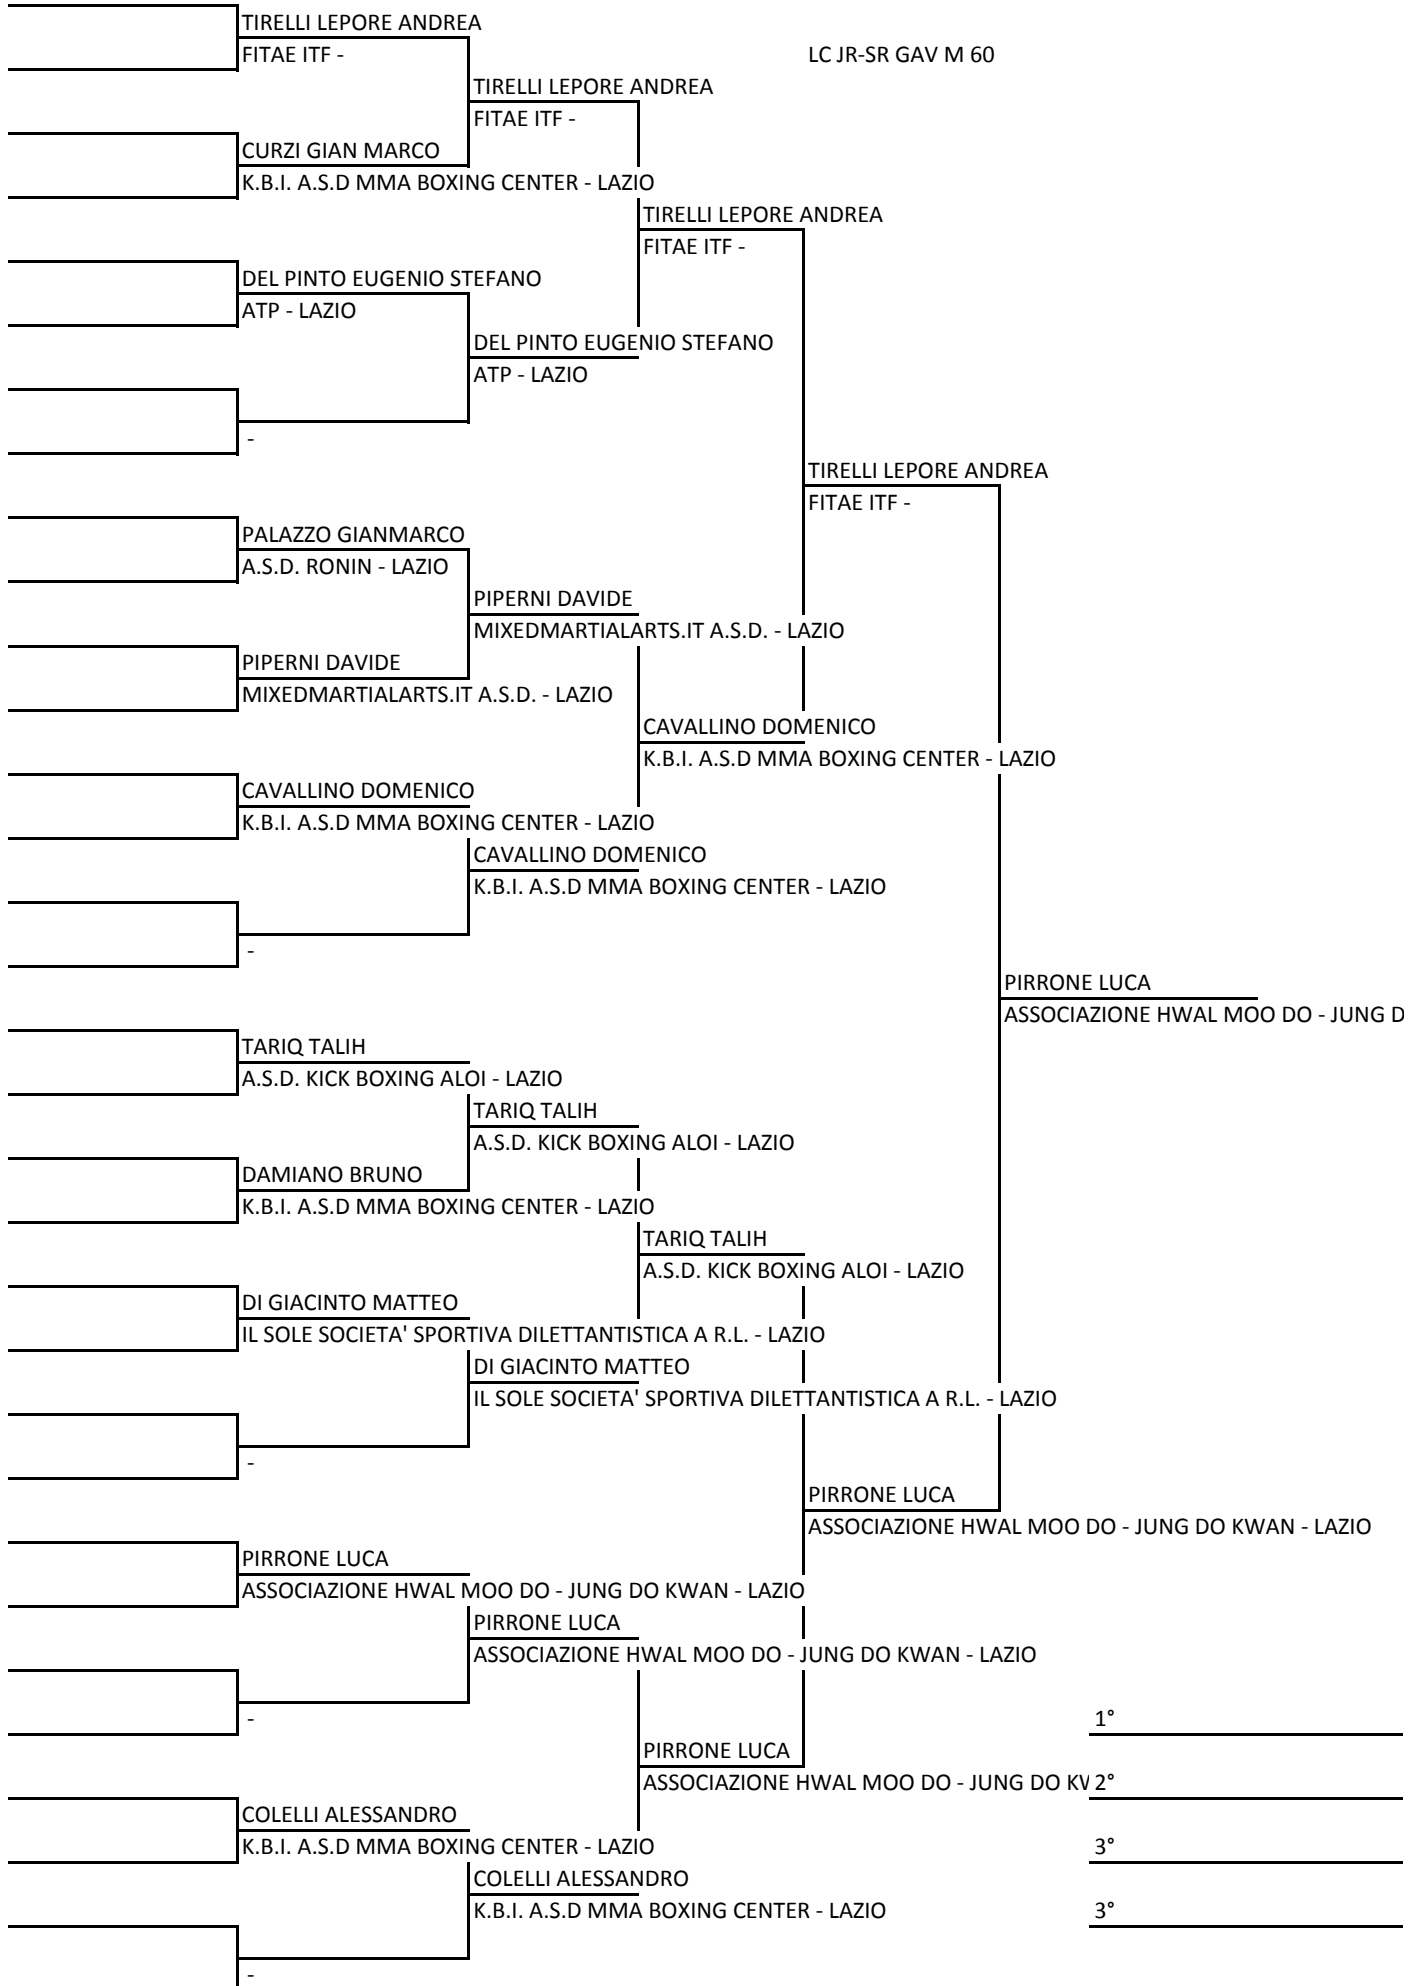 TIRELLI LEPORE ANDREA
FITAE ITF -
LC JR-SR GAV M 60
TIRELLI LEPORE ANDREA
FITAE ITF -
CURZI GIAN MARCO
K.B.I. A.S.D MMA BOXING CENTER - LAZIO
TIRELLI LEPORE ANDREA
FITAE ITF -
DEL PINTO EUGENIO STEFANO
ATP - LAZIO
DEL PINTO EUGENIO STEFANO
ATP - LAZIO
-
TIRELLI LEPORE ANDREA
FITAE ITF -
PALAZZO GIANMARCO
A.S.D. RONIN - LAZIO
PIPERNI DAVIDE
MIXEDMARTIALARTS.IT A.S.D. - LAZIO
PIPERNI DAVIDE
MIXEDMARTIALARTS.IT A.S.D. - LAZIO
CAVALLINO DOMENICO
K.B.I. A.S.D MMA BOXING CENTER - LAZIO
CAVALLINO DOMENICO
K.B.I. A.S.D MMA BOXING CENTER - LAZIO
CAVALLINO DOMENICO
K.B.I. A.S.D MMA BOXING CENTER - LAZIO
-
PIRRONE LUCA
ASSOCIAZIONE HWAL MOO DO - JUNG D
TARIQ TALIH
A.S.D. KICK BOXING ALOI - LAZIO
TARIQ TALIH
A.S.D. KICK BOXING ALOI - LAZIO
DAMIANO BRUNO
K.B.I. A.S.D MMA BOXING CENTER - LAZIO
TARIQ TALIH
A.S.D. KICK BOXING ALOI - LAZIO
DI GIACINTO MATTEO
IL SOLE SOCIETA' SPORTIVA DILETTANTISTICA A R.L. - LAZIO
DI GIACINTO MATTEO
IL SOLE SOCIETA' SPORTIVA DILETTANTISTICA A R.L. - LAZIO
-
PIRRONE LUCA
ASSOCIAZIONE HWAL MOO DO - JUNG DO KWAN - LAZIO
PIRRONE LUCA
ASSOCIAZIONE HWAL MOO DO - JUNG DO KWAN - LAZIO
PIRRONE LUCA
ASSOCIAZIONE HWAL MOO DO - JUNG DO KWAN - LAZIO
-
1°
PIRRONE LUCA
ASSOCIAZIONE HWAL MOO DO - JUNG DO
2°
COLELLI ALESSANDRO
K.B.I. A.S.D MMA BOXING CENTER - LAZIO
3°
COLELLI ALESSANDRO
K.B.I. A.S.D MMA BOXING CENTER - LAZIO
3°
-